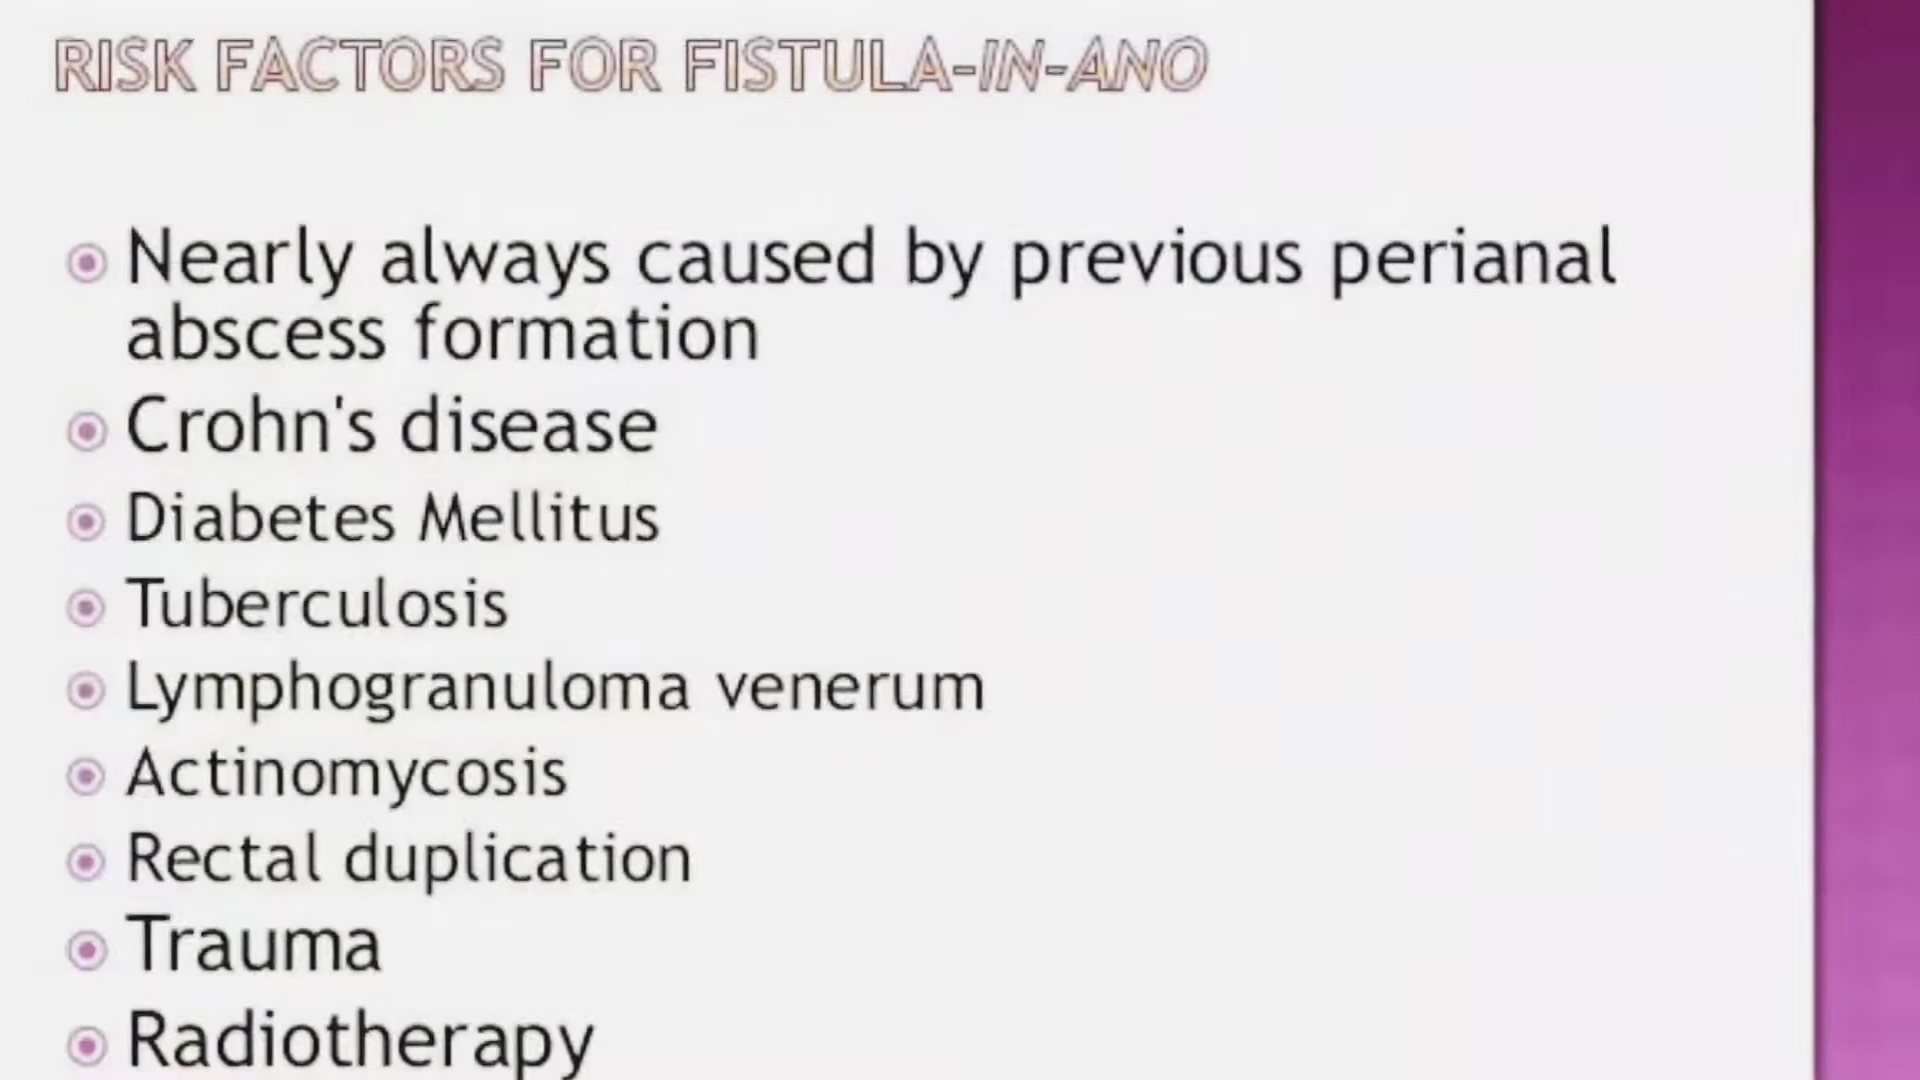 RISK FACTORS FOR FISTULA-IN-ANO
Nearly always caused by previous perianal
abscess formation
Crohn's disease
Diabetes Mellitus
Tuberculosis
Lymphogranuloma venerum
Actinomycosis
Rectal duplication
Trauma
Radiotherapy